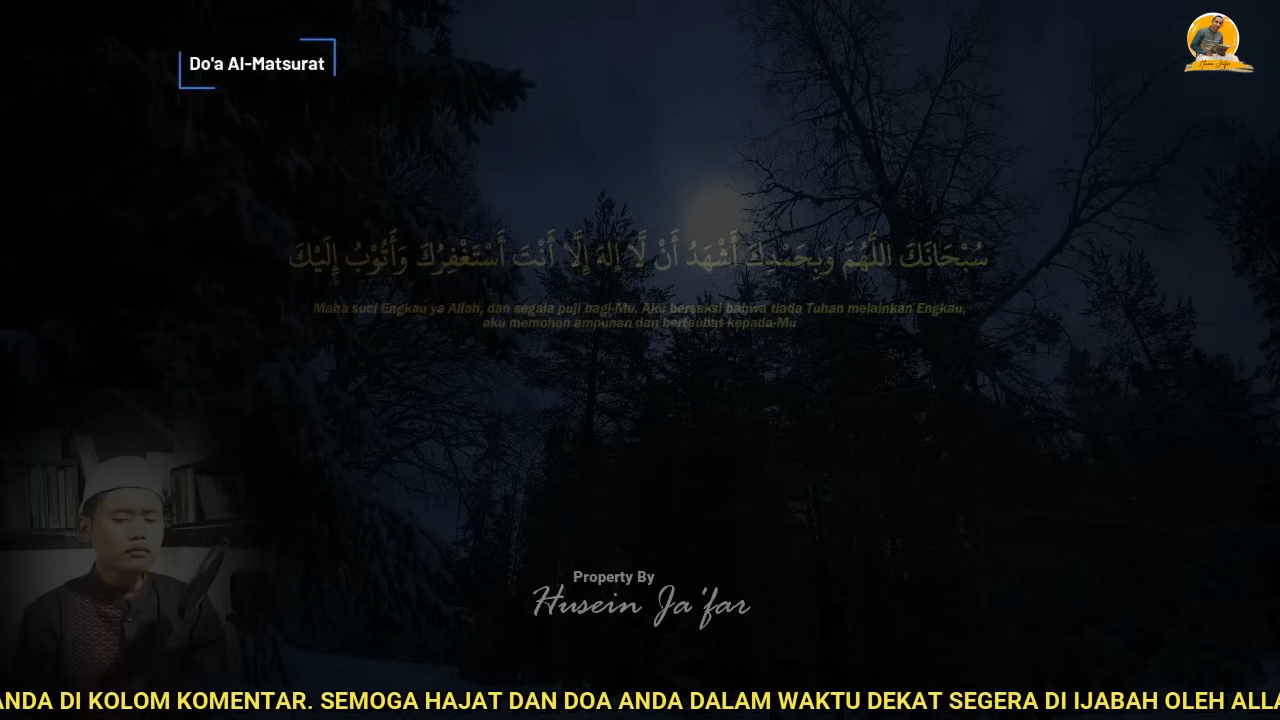 Do'a Al-Matsurat
سُبْحَانَكَ اللَّهُمَّ وَبِحَمْدِكَ أَشْهَدُ أَنْ لَا إِلهَ إِلَّا أَنْتَ أَسْتَغْفِرُكَ وَأَتُوْبُ إِلَيْكَ
Maha suci Engkau ya Allah, dan segala puji bagi-Mu. Aku bersaksi bahwa tiada Tuhan melainkan Engkau,
aku memohon ampunan dan bertaubat kepada-Mu
Property By
Husein Ja'far
ANDA DI KOLOM KOMENTAR. SEMOGA HAJAT DAN DOA ANDA DALAM WAKTU DEKAT SEGERA DI IJABAH OLEH ALLA